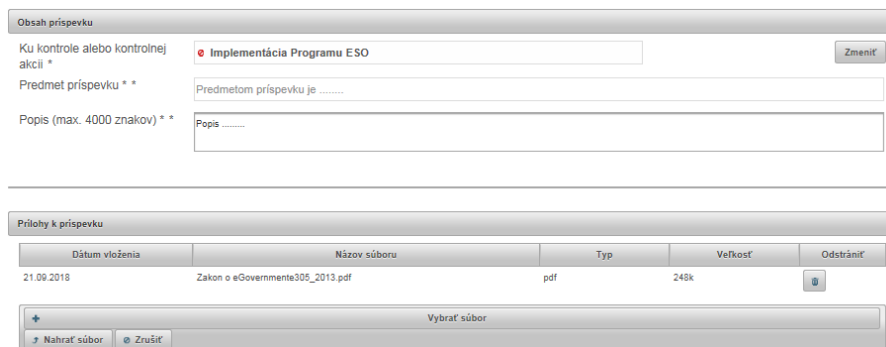 Obsah príspevku
Ku kontrole alebo kontrolnej
akcii *
Implementácia Programu ESO
Zmeniť
Predmet príspevku * *
Predmetom príspevku je ........
Popis (max. 4000 znakov) * *
Popis .........
Prílohy k príspevku
Dátum vloženia Názov súboru Typ Veľkosť Odstrániť
21.09.2018 Zakon o eGovernmente305_2013.pdf pdf 248k
Vybrať súbor
Nahrať súbor Zrušiť